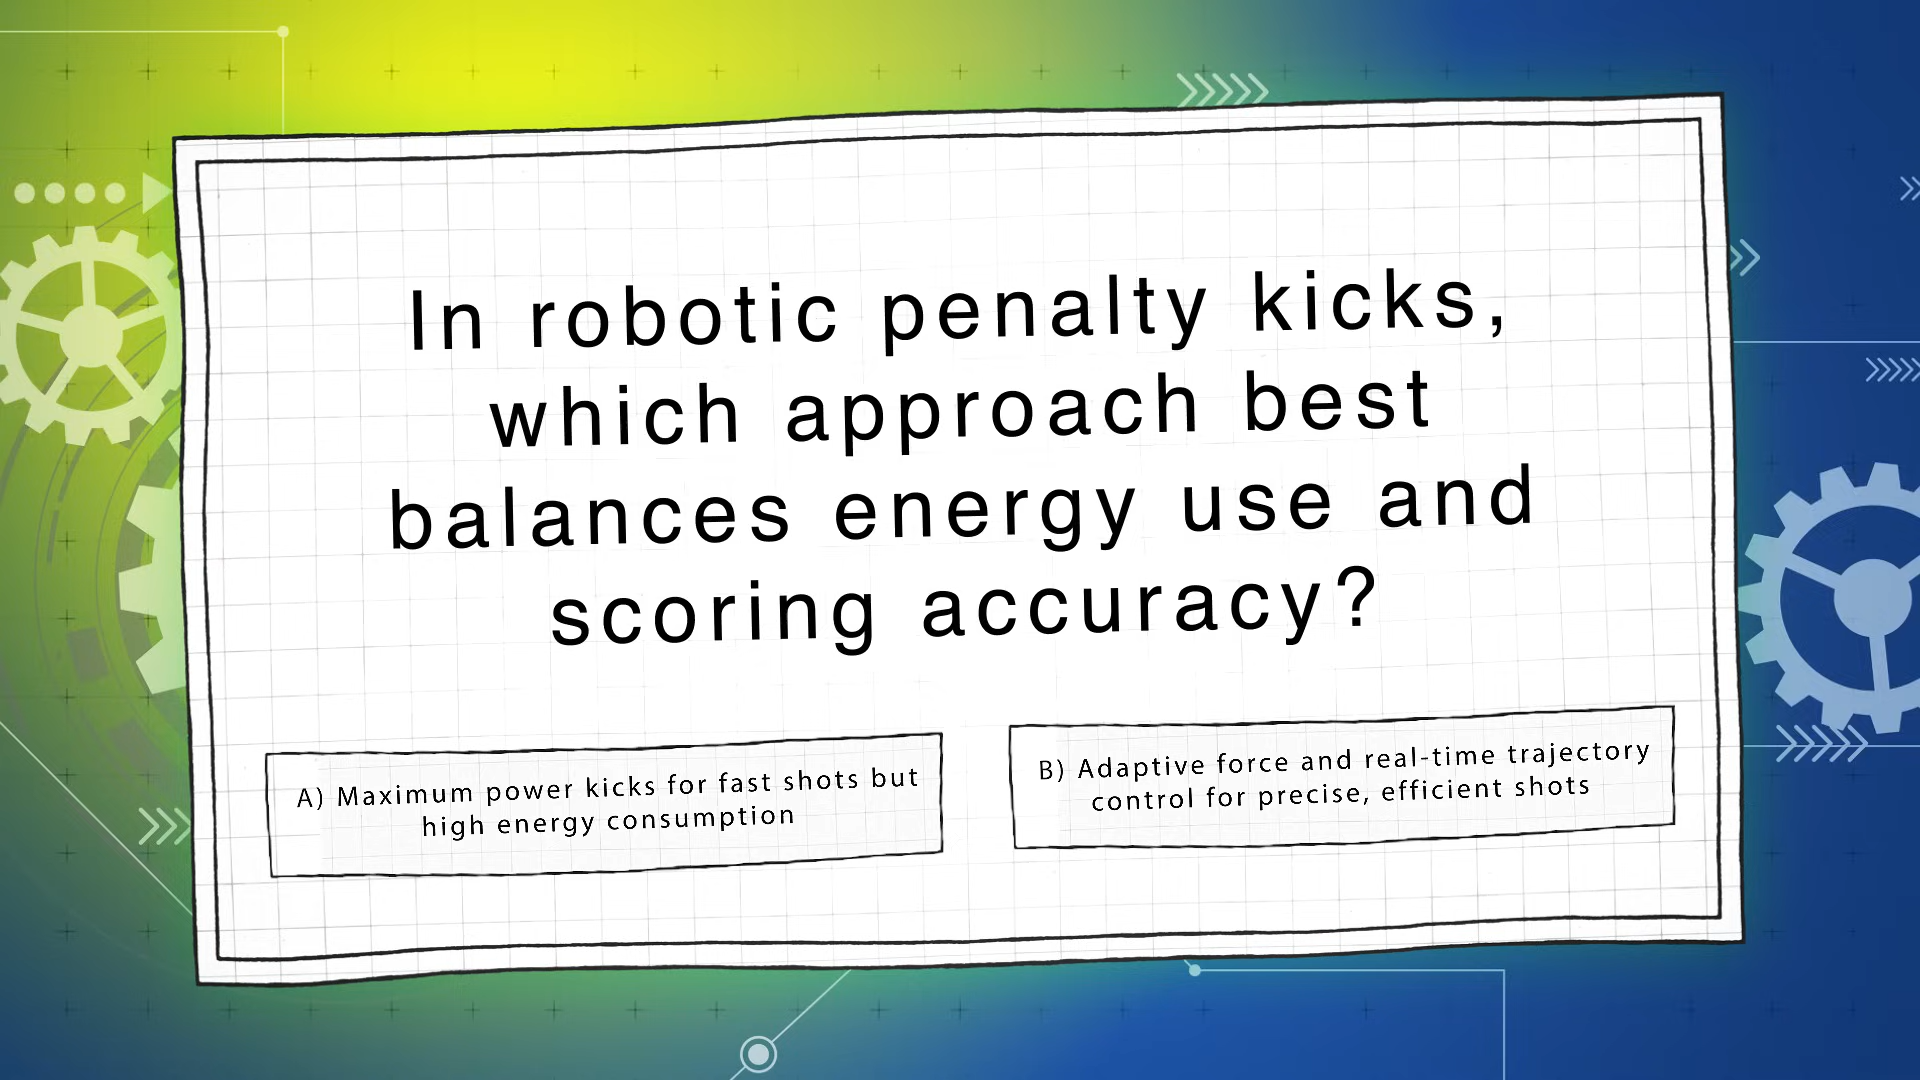 In robotic penalty kicks,
which approach best
balances energy use and
scoring accuracy?
A) Maximum power kicks for fast shots but
high energy consumption
B) Adaptive force and real-time trajectory
control for precise, efficient shots